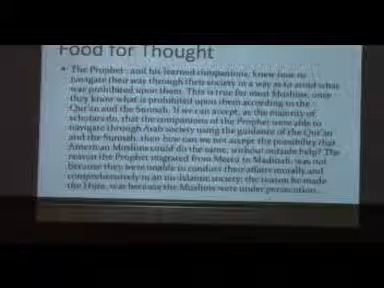 Food for Thought
• The Prophet, and his learned companions, knew how to
navigate their way through their society in a way as to avoid what
was prohibited upon them. This is true for most Muslims, once
they know what is prohibited upon them according to the
Qur'an and the Sunnah. If we can accept, as the majority of
scholars do, that the companions of the Prophet were able to
navigate through Arab society using the guidance of the Qur'an
and the Sunnah, then how can we not accept the possibility that
American Muslims could do the same, without outside help? The
reason the Prophet migrated from Mecca to Madinah, was not
because they were unable to conduct their affairs morally and
comprehensively in an un-Islamic society; the reason he made
the Hijra, was because the Muslims were under persecution.